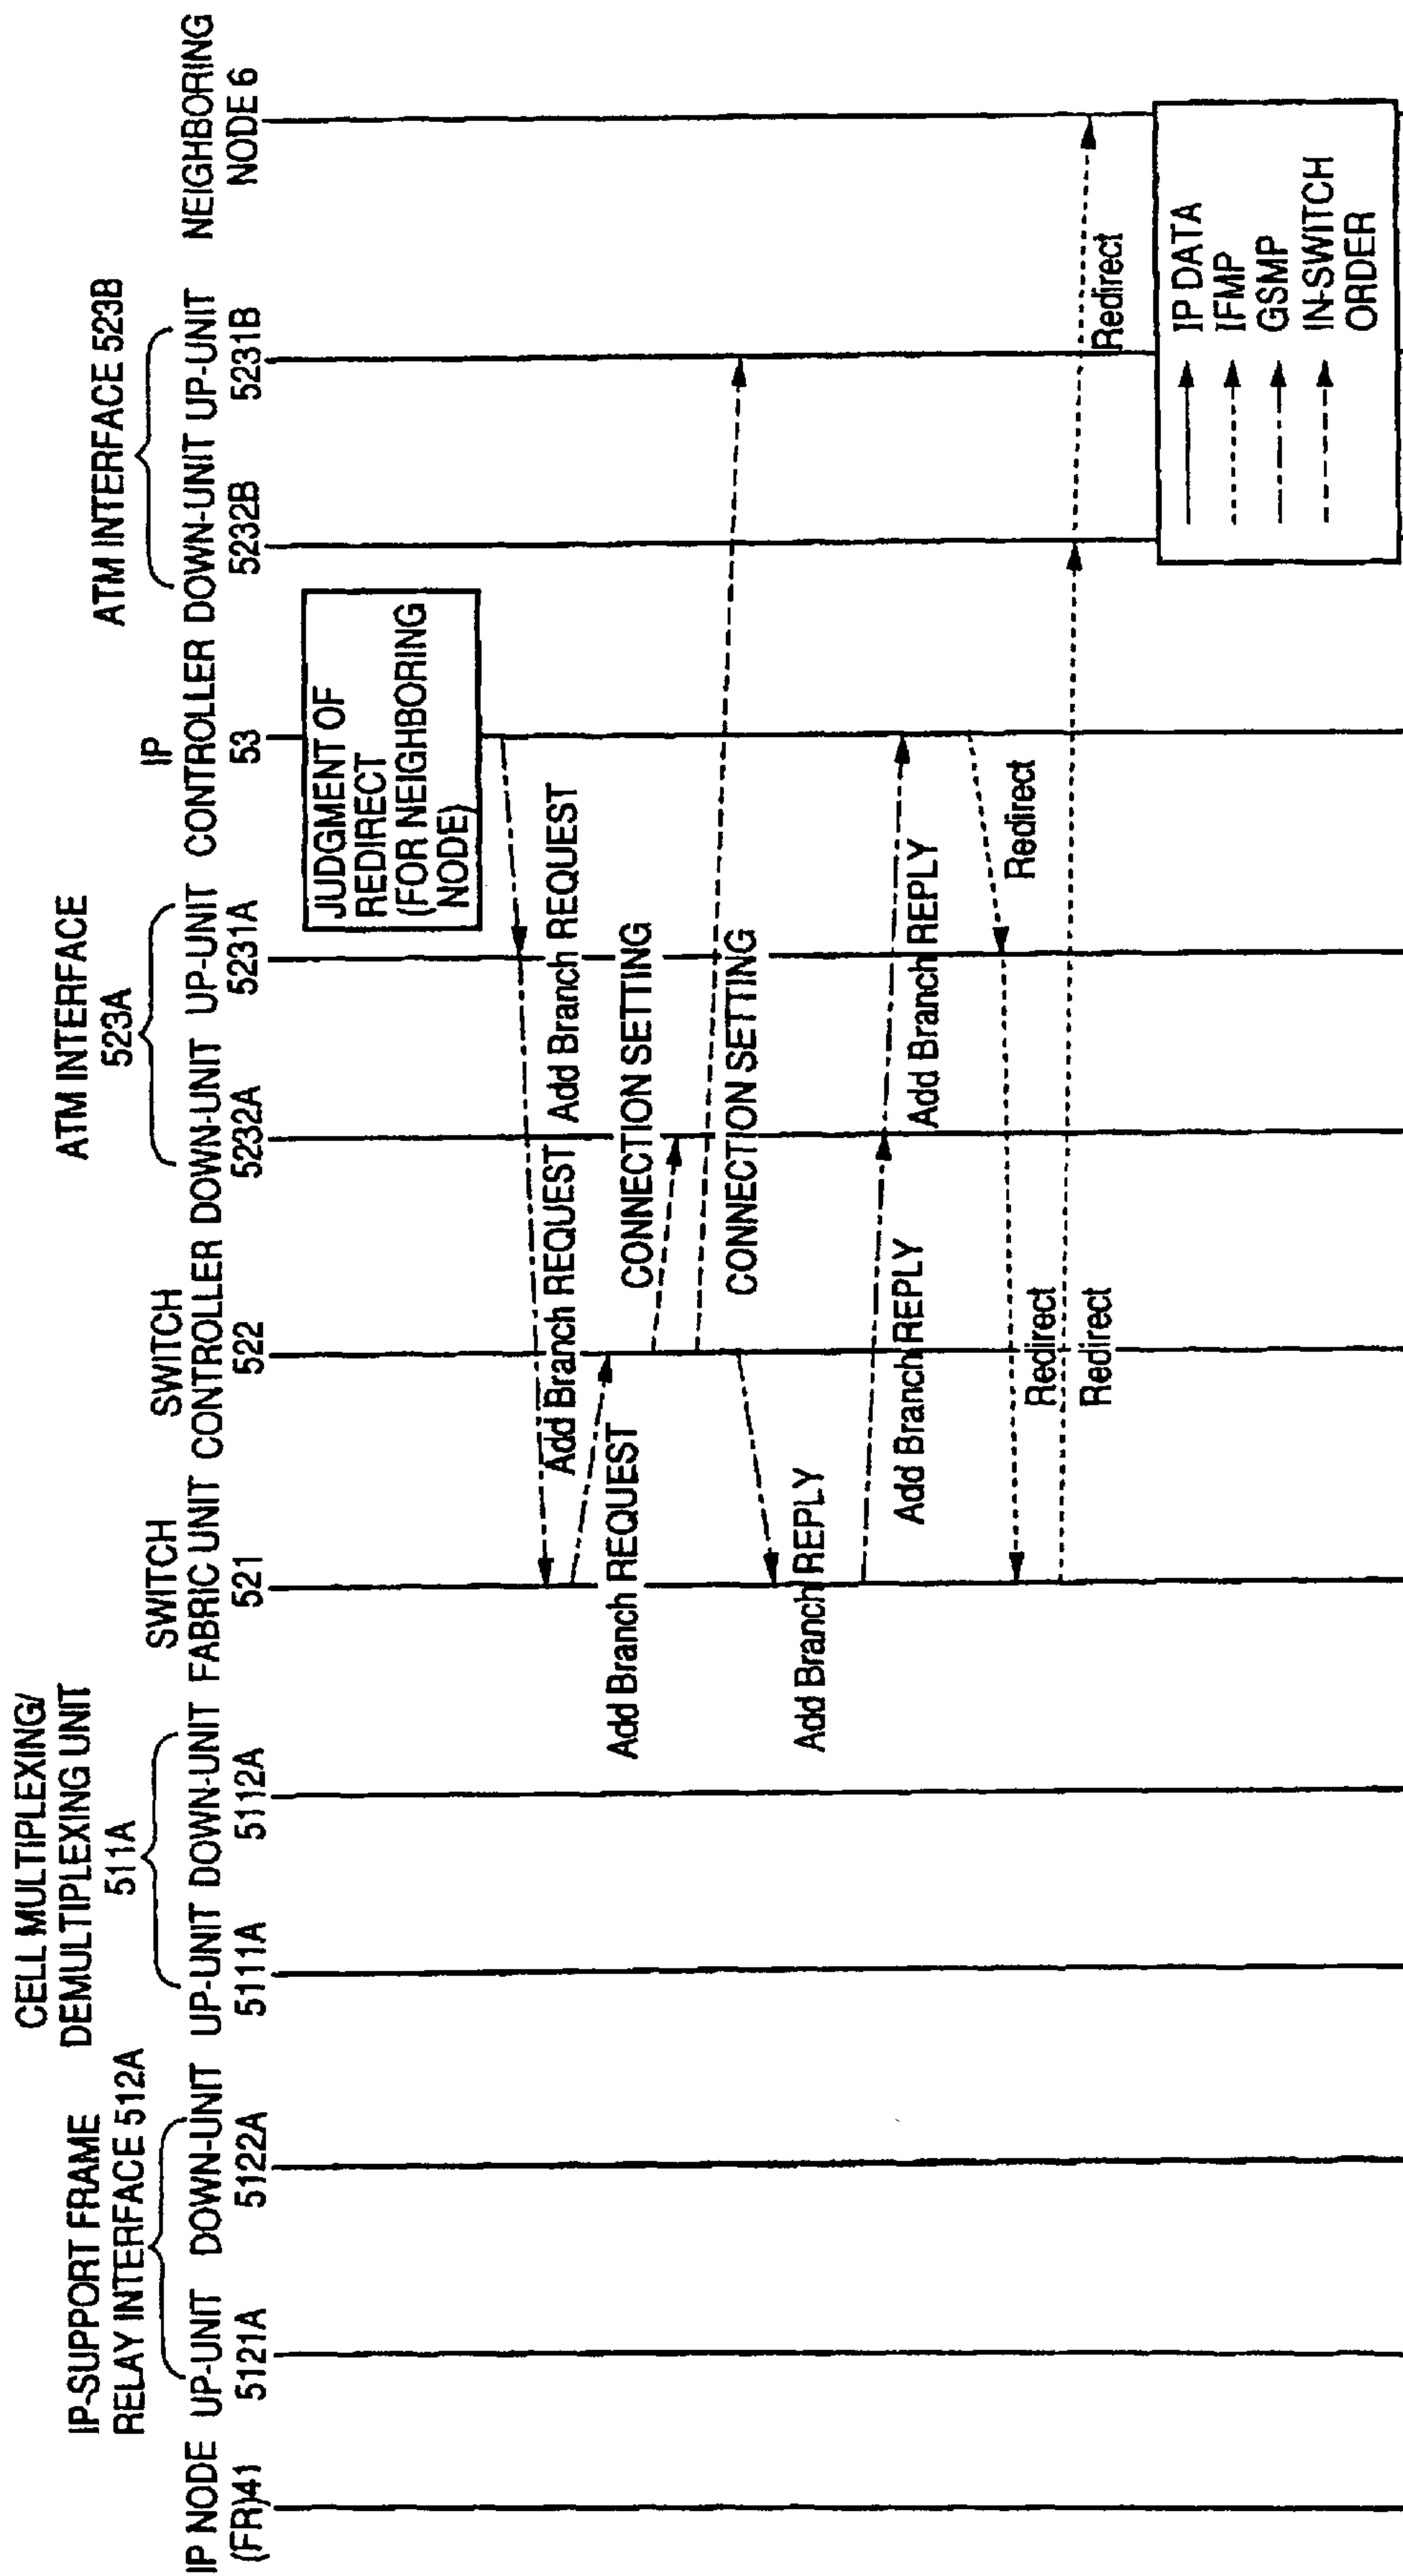 IP NODE
(FR)41
IP-SUPPORT FRAME
RELAY INTERFACE 512A
UP-UNIT
5121A
DOWN-UNIT
5122A
CELL MULTIPLEXING/
DEMULTIPLEXING UNIT
511A
UP-UNIT
5111A
DOWN-UNIT
5112A
SWITCH
FABRIC UNIT
521
SWITCH
CONTROLLER
522
ATM INTERFACE
523A
DOWN-UNIT
5232A
UP-UNIT
5231A
IP
CONTROLLER
53
ATM INTERFACE 523B
DOWN-UNIT
5232B
UP-UNIT
5231B
NEIGHBORING
NODE 6
JUDGMENT OF
REDIRECT
(FOR NEIGHBORING
NODE)
Add Branch REQUEST
Add Branch REQUEST
Add Branch REQUEST
CONNECTION SETTING
CONNECTION SETTING
Add Branch REPLY
Add Branch REPLY
Add Branch REPLY
Redirect
Redirect
Redirect
Redirect
IP DATA
IFMP
GSMP
IN-SWITCH
ORDER